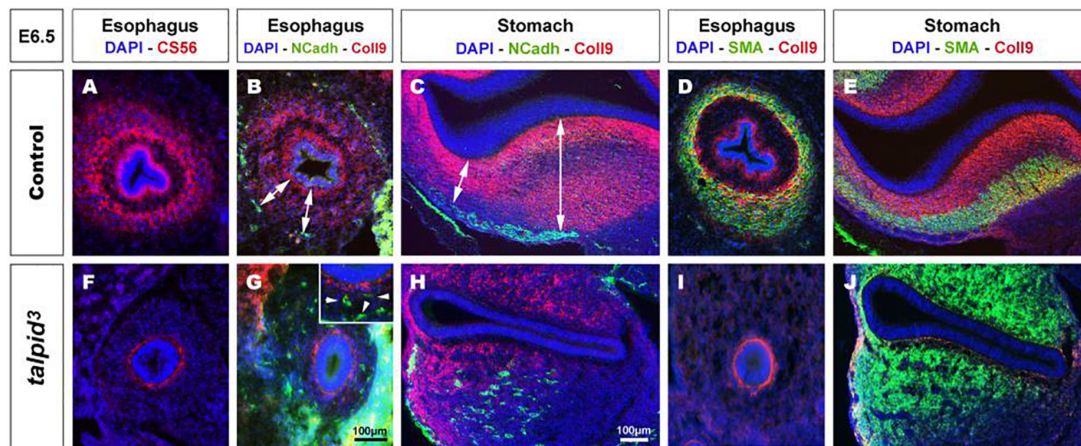 E6.5
Esophagus
DAPI - CS56
Esophagus
DAPI - NCadh - Coll9
Stomach
DAPI - NCadh - Coll9
Esophagus
DAPI - SMA - Coll9
Stomach
DAPI - SMA - Coll9
Control
A
B
C
D
E
talpid3
F
G
H
I
J
100µm
100µm